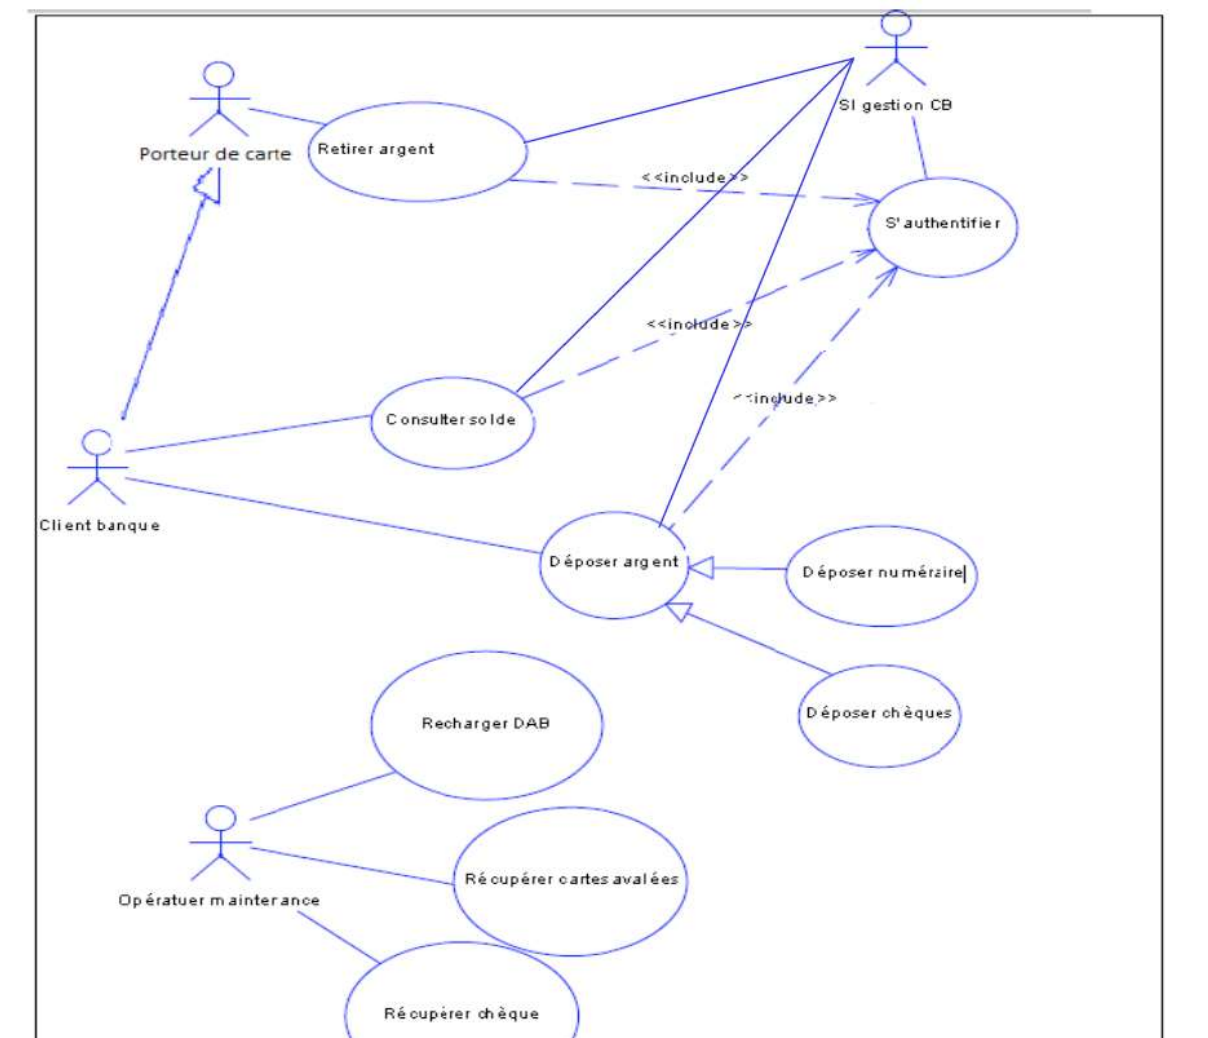 SI gestion CB
Porteur de carte
Retirer argent
<<include>>
S'authentifier
<<include>>
<<include>>
Consulter solde
Client banque
Déposer argent
Déposer numéraire
Déposer chèques
Recharger DAB
Récupérer cartes avalées
Opératuer maintenance
Récupérer chèque